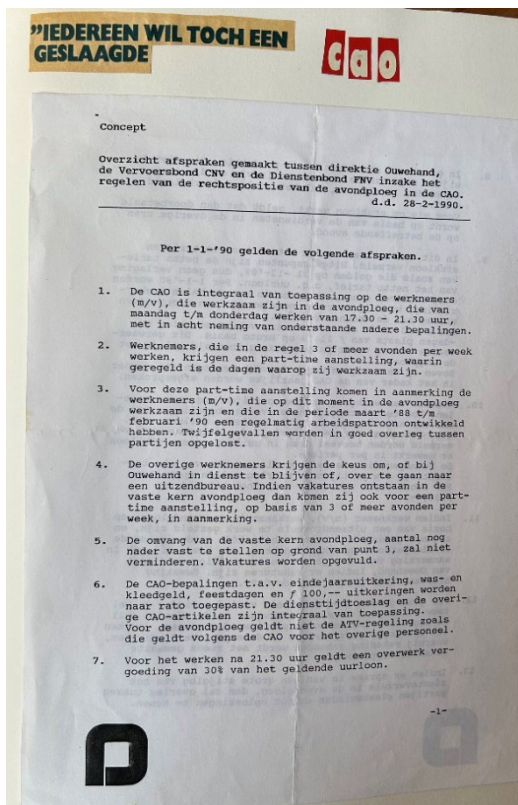 ”IEDEREEN WIL TOCH EEN
GESLAAGDE
cao
Concept
Overzicht afspraken gemaakt tussen direktie Ouwehand,
de Vervoersbond CNV en de Dienstenbond FNV inzake het
regelen van de rechtspositie van de avondploeg in de CAO.
d.d. 28-2-1990.
Per 1-1-'90 gelden de volgende afspraken.
1. De CAO is integraal van toepassing op de werknemers
(m/v), die werkzaam zijn in de avondploeg, die van
maandag t/m donderdag werken van 17.30 - 21.30 uur,
met in acht neming van onderstaande nadere bepalingen.
2. Werknemers, die in de regel 3 of meer avonden per week
werken, krijgen een part-time aanstelling, waarin
geregeld is de dagen waarop zij werkzaam zijn.
3. Voor deze part-time aanstelling komen in aanmerking de
werknemers (m/v), die op dit moment in de avondploeg
werkzaam zijn en die in de periode maart '88 t/m
februari '90 een regelmatig arbeidspatroon ontwikkeld
hebben. Twijfelgevallen worden in goed overleg tussen
partijen opgelost.
4. De overige werknemers krijgen de keus om, of bij
Ouwehand in dienst te blijven of, over te gaan naar
een uitzendbureau. Indien vakatures ontstaan in de
vaste kern avondploeg dan komen zij ook voor een part-
time aanstelling, op basis van 3 of meer avonden per
week, in aanmerking.
5. De omvang van de vaste kern avondploeg, aantal nog
nader vast te stellen op grond van punt 3, zal niet
verminderen. Vakatures worden opgevuld.
6. De CAO-bepalingen t.a.v. eindejaarsuitkering, was- en
kleedgeld, feestdagen en ƒ 100,-- uitkeringen worden
naar rato toegepast. De diensttijdtoeslag en de overi-
ge CAO-artikelen zijn integraal van toepassing.
Voor de avondploeg geldt niet de ATV-regeling zoals
die geldt volgens de CAO voor het overige personeel.
7. Voor het werken na 21.30 uur geldt een overwerk ver-
goeding van 30% van het geldende uurloon.
-1-